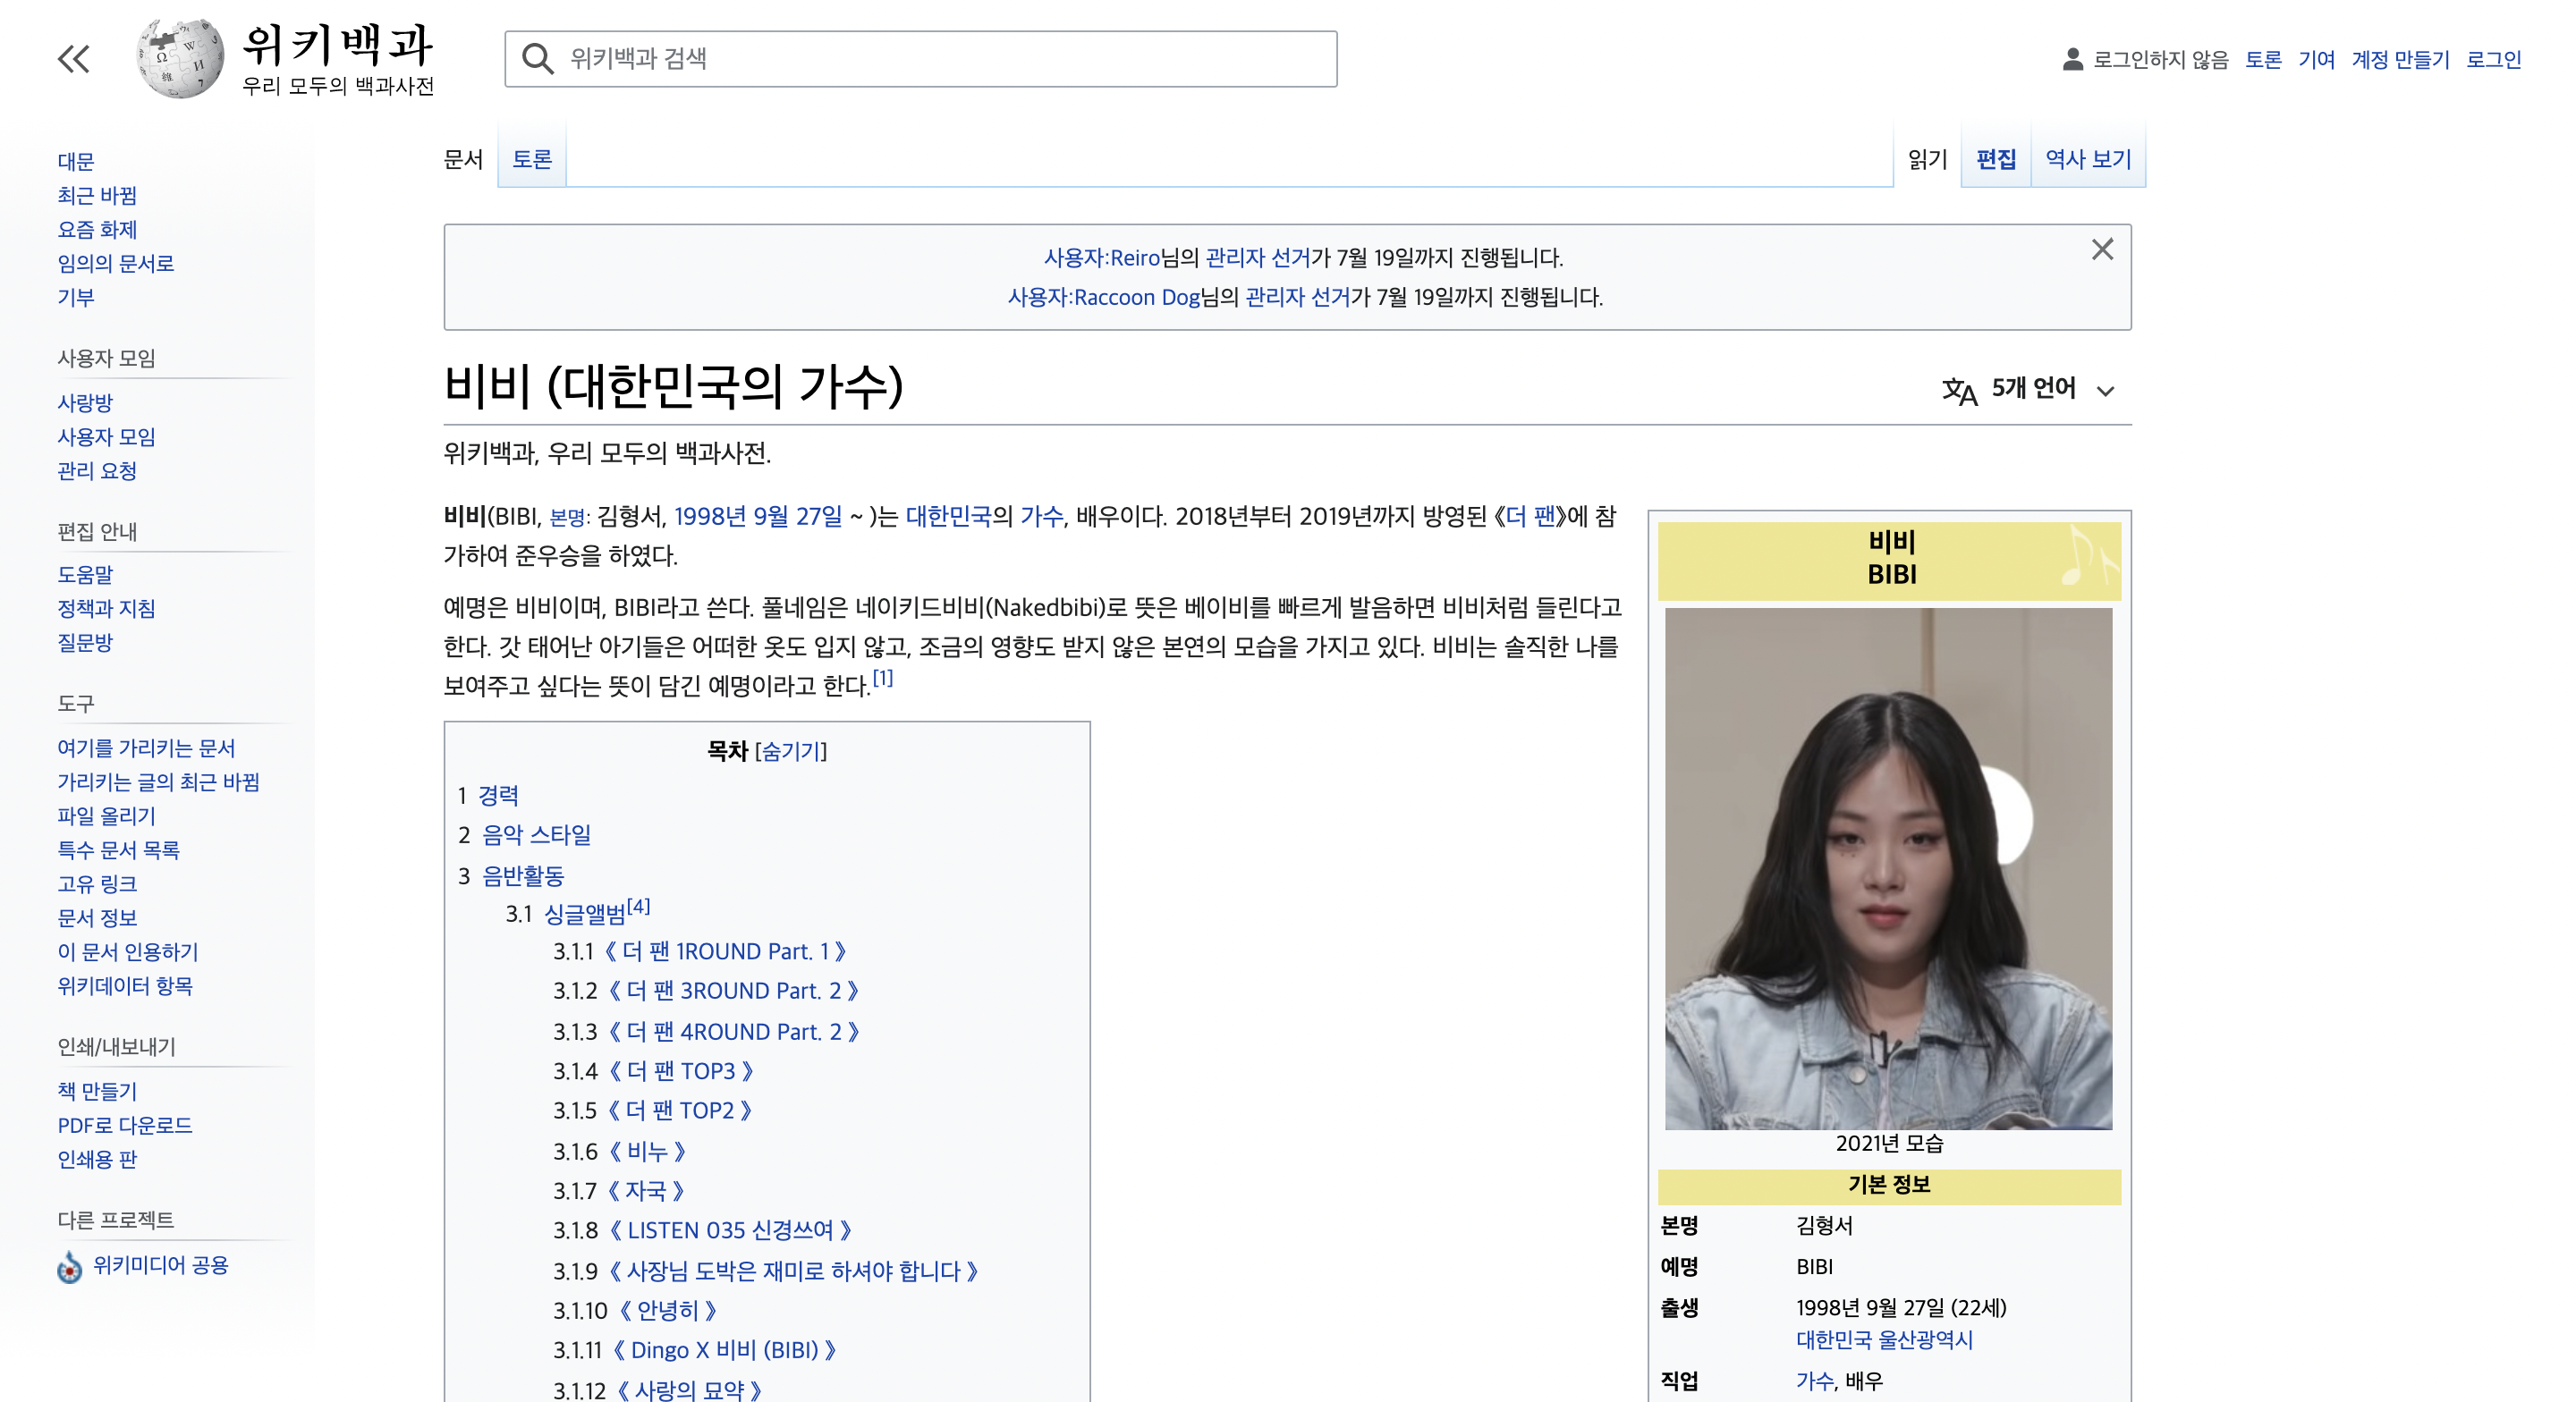 위키백과
우리 모두의 백과사전
위키백과 검색
로그인하지 않음 토론 기여 계정 만들기 로그인
대문
최근 바뀜
요즘 화제
임의의 문서로
기부
사용자 모임
사랑방
사용자 모임
관리 요청
편집 안내
도움말
정책과 지침
질문방
도구
여기를 가리키는 문서
가리키는 글의 최근 바뀜
파일 올리기
특수 문서 목록
고유 링크
문서 정보
이 문서 인용하기
위키데이터 항목
인쇄/내보내기
책 만들기
PDF로 다운로드
인쇄용 판
다른 프로젝트
위키미디어 공용
문서 토론 읽기 편집 역사 보기
사용자:Reiro님의 관리자 선거가 7월 19일까지 진행됩니다.
사용자:Raccoon Dog님의 관리자 선거가 7월 19일까지 진행됩니다.
비비 (대한민국의 가수)
5개 언어
위키백과, 우리 모두의 백과사전.
비비(BIBI, 본명: 김형서, 1998년 9월 27일 ~ )는 대한민국의 가수, 배우이다. 2018년부터 2019년까지 방영된 《더 팬》에 참
가하여 준우승을 하였다.
예명은 비비이며, BIBI라고 쓴다. 풀네임은 네이키드비비(Nakedbibi)로 뜻은 베이비를 빠르게 발음하면 비비처럼 들린다고
한다. 갓 태어난 아기들은 어떠한 옷도 입지 않고, 조금의 영향도 받지 않은 본연의 모습을 가지고 있다. 비비는 솔직한 나를
보여주고 싶다는 뜻이 담긴 예명이라고 한다.[1]
목차 [숨기기]
1 경력
2 음악 스타일
3 음반활동
3.1 싱글앨범[4]
3.1.1 《 더 팬 1ROUND Part. 1 》
3.1.2 《 더 팬 3ROUND Part. 2 》
3.1.3 《 더 팬 4ROUND Part. 2 》
3.1.4 《 더 팬 TOP3 》
3.1.5 《 더 팬 TOP2 》
3.1.6 《 비누 》
3.1.7 《 자국 》
3.1.8 《 LISTEN 035 신경쓰여 》
3.1.9 《 사장님 도박은 재미로 하셔야 합니다 》
3.1.10 《 안녕히 》
3.1.11 《 Dingo X 비비 (BIBI) 》
3.1.12 《 사랑의 묘약 》
비비
BIBI
2021년 모습
기본 정보
본명 김형서
예명 BIBI
출생 1998년 9월 27일 (22세)
대한민국 울산광역시
직업 가수, 배우